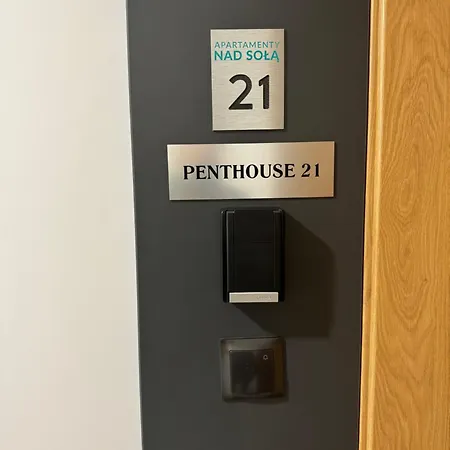 APARTAMENTY
NAD SOŁĄ
21
PENTHOUSE 21